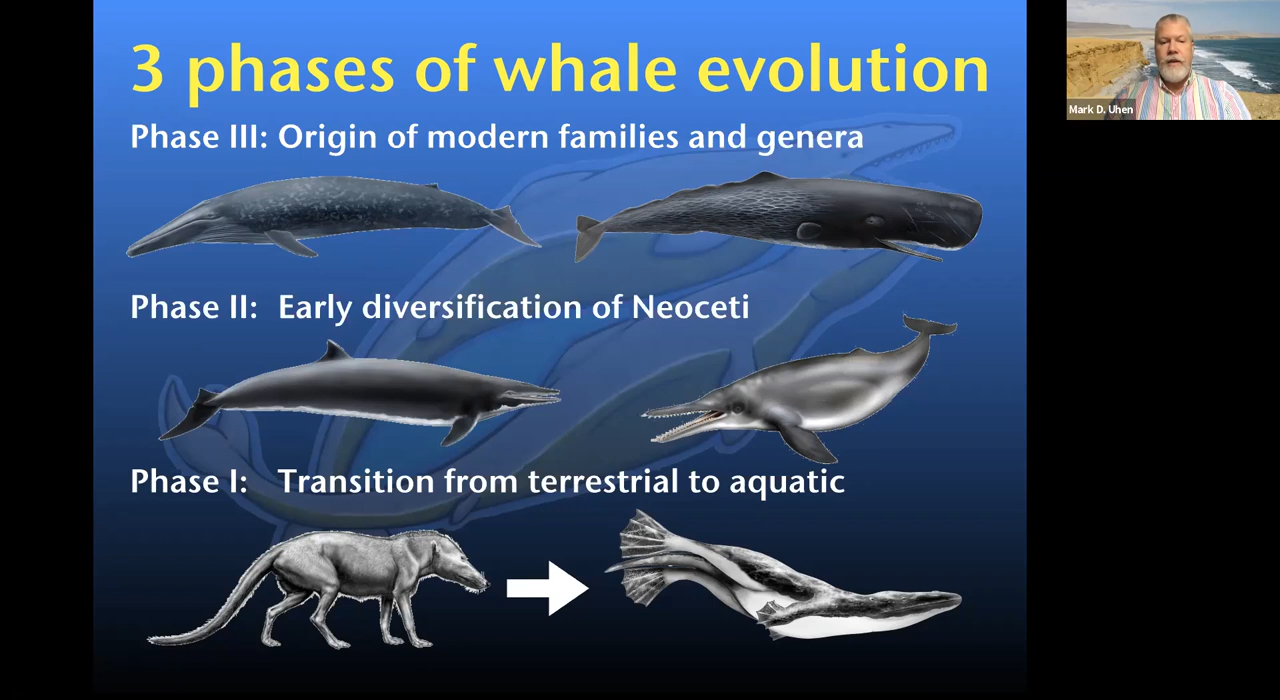 3 phases of whale evolution
Phase III: Origin of modern families and genera
Phase II: Early diversification of Neoceti
Phase I: Transition from terrestrial to aquatic
Mark D. Uhen